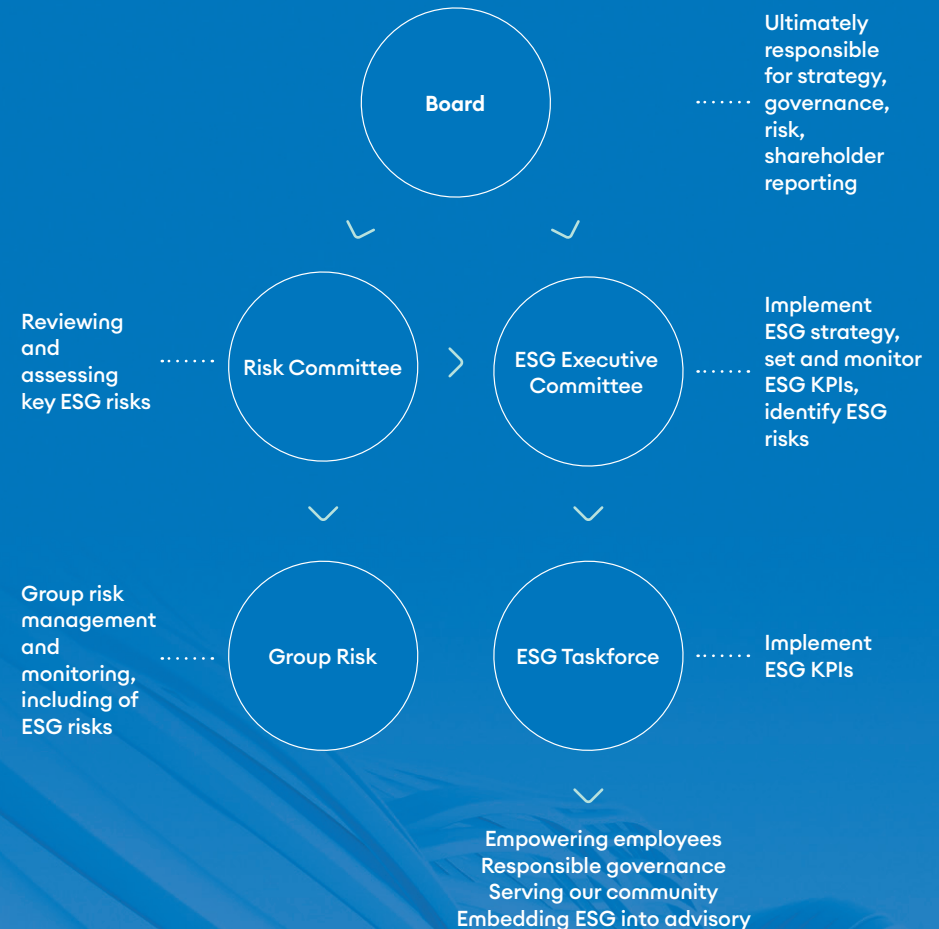 Board
Ultimately
responsible
for strategy,
governance,
risk,
shareholder
reporting
Reviewing
and
assessing
key ESG risks
Risk Committee
ESG Executive
Committee
Implement
ESG strategy,
set and monitor
ESG KPIs,
identify ESG
risks
Group risk
management
and
monitoring,
including of
ESG risks
Group Risk
ESG Taskforce
Implement
ESG KPIs
Empowering employees
Responsible governance
Serving our community
Embedding ESG into advisory